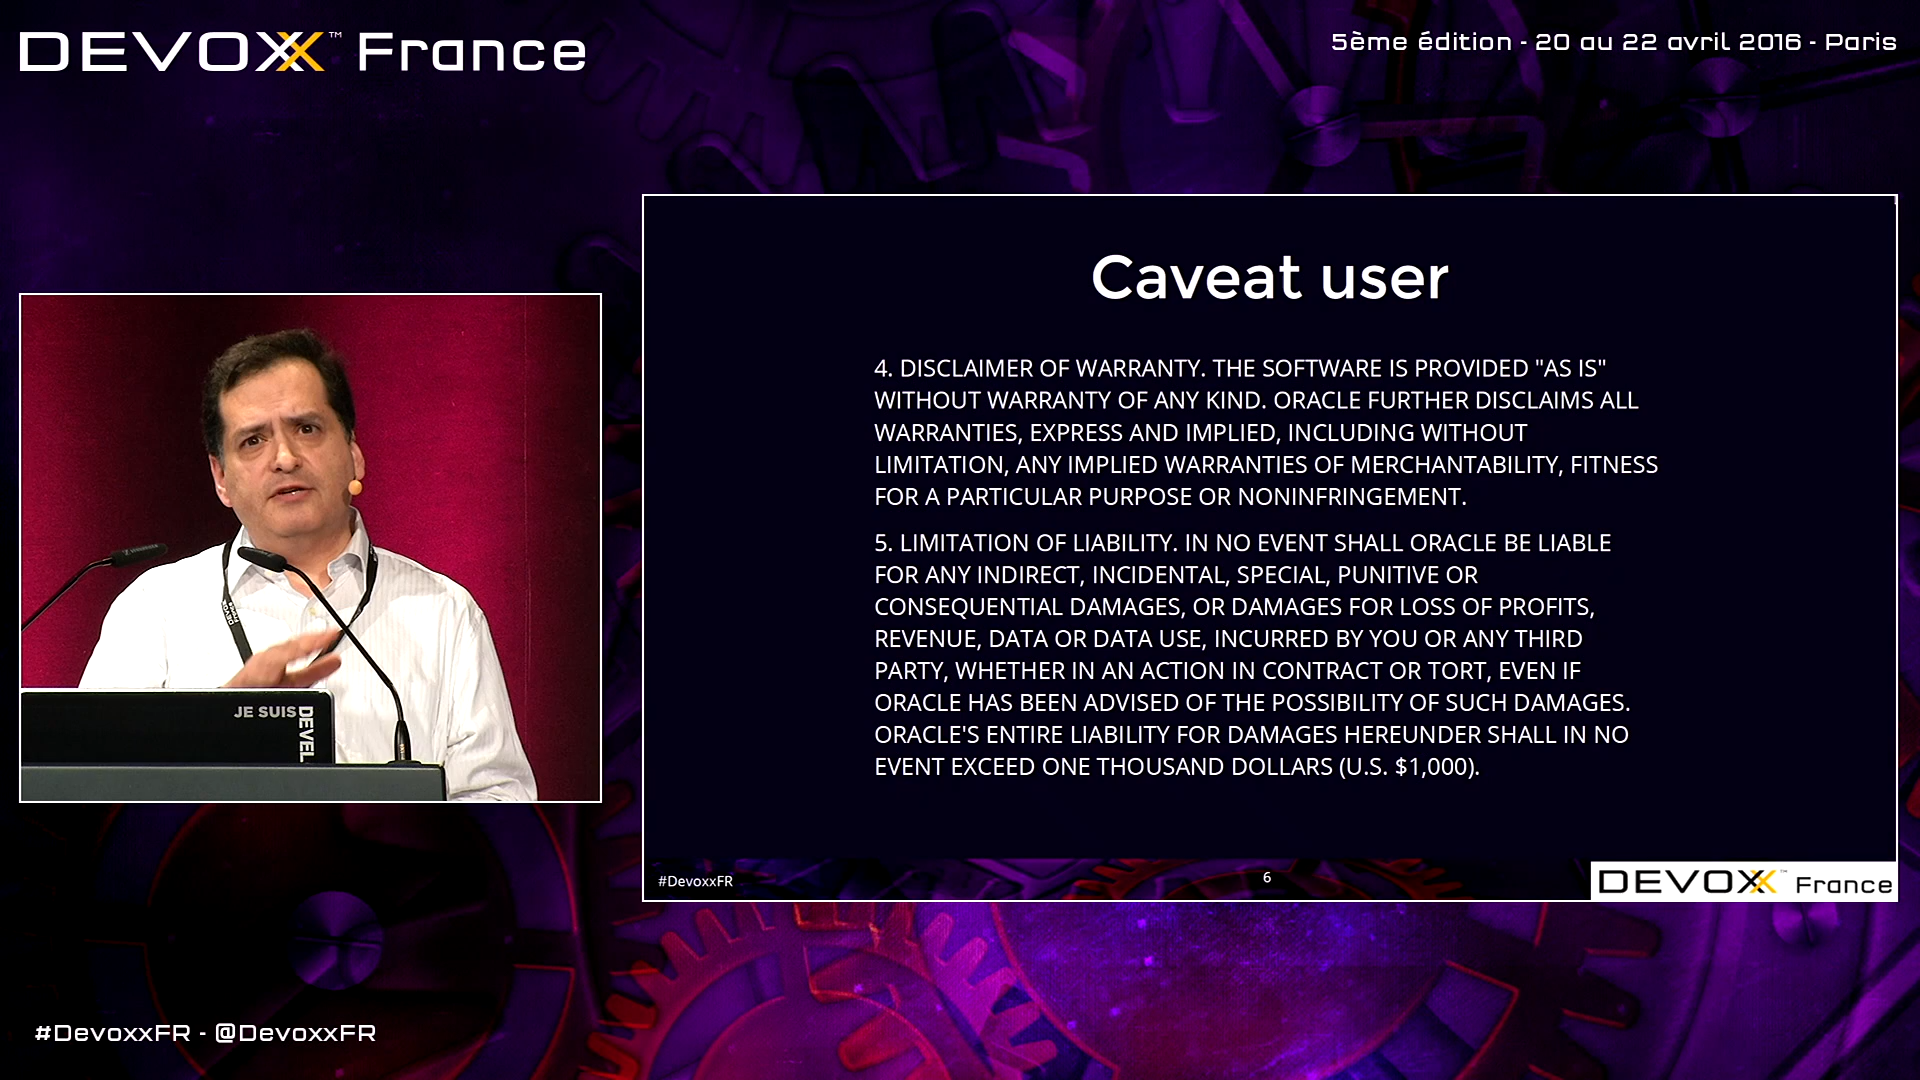 DEVOXX™ France
5ème édition - 20 au 22 avril 2016 - Paris
Caveat user
4. DISCLAIMER OF WARRANTY. THE SOFTWARE IS PROVIDED "AS IS"
WITHOUT WARRANTY OF ANY KIND. ORACLE FURTHER DISCLAIMS ALL
WARRANTIES, EXPRESS AND IMPLIED, INCLUDING WITHOUT
LIMITATION, ANY IMPLIED WARRANTIES OF MERCHANTABILITY, FITNESS
FOR A PARTICULAR PURPOSE OR NONINFRINGEMENT.
5. LIMITATION OF LIABILITY. IN NO EVENT SHALL ORACLE BE LIABLE
FOR ANY INDIRECT, INCIDENTAL, SPECIAL, PUNITIVE OR
CONSEQUENTIAL DAMAGES, OR DAMAGES FOR LOSS OF PROFITS,
REVENUE, DATA OR DATA USE, INCURRED BY YOU OR ANY THIRD
PARTY, WHETHER IN AN ACTION IN CONTRACT OR TORT, EVEN IF
ORACLE HAS BEEN ADVISED OF THE POSSIBILITY OF SUCH DAMAGES.
ORACLE'S ENTIRE LIABILITY FOR DAMAGES HEREUNDER SHALL IN NO
EVENT EXCEED ONE THOUSAND DOLLARS (U.S. $1,000).
#DevoxxFR
6
DEVOXX™ France
DEVOXX
France
JE SUIS
DEVEL
#DevoxxFR - @DevoxxFR